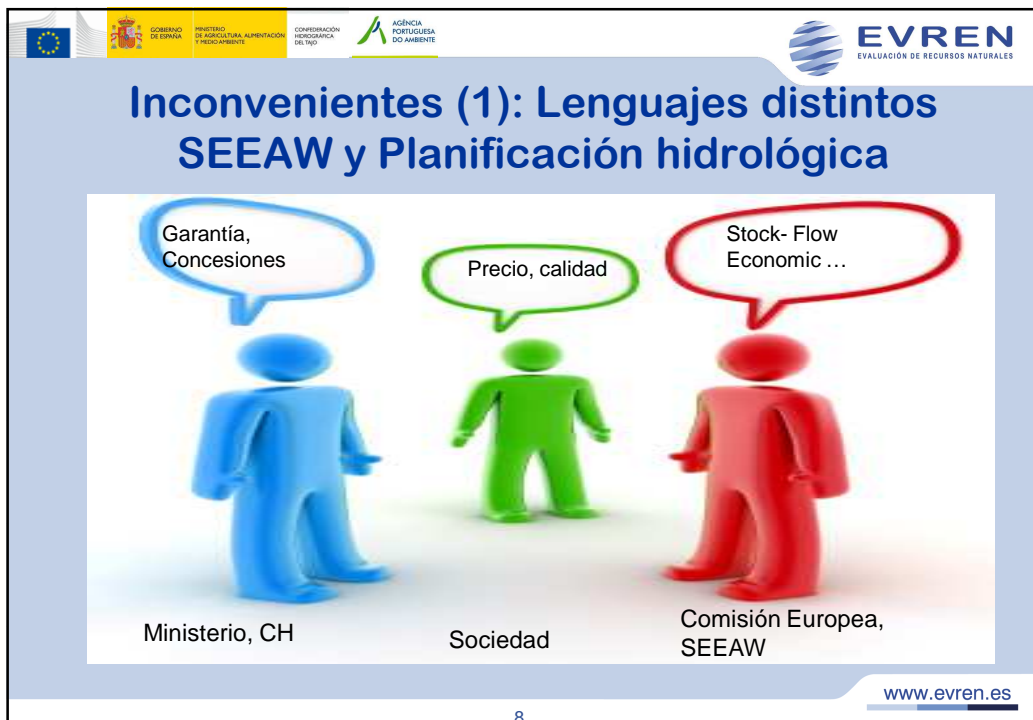 GOBIERNO
DE ESPAÑA
MINISTERIO
DE AGRICULTURA, ALIMENTACIÓN
Y MEDIO AMBIENTE
CONFEDERACIÓN
HIDROGRÁFICA
DEL TAJO
AGÊNCIA
PORTUGUESA
DO AMBIENTE
EVREN
EVALUACIÓN DE RECURSOS NATURALES
Inconvenientes (1): Lenguajes distintos
SEEAW y Planificación hidrológica
Garantía,
Concesiones
Precio, calidad
Stock- Flow
Economic ...
Ministerio, CH
Sociedad
Comisión Europea,
SEEAW
www.evren.es
8